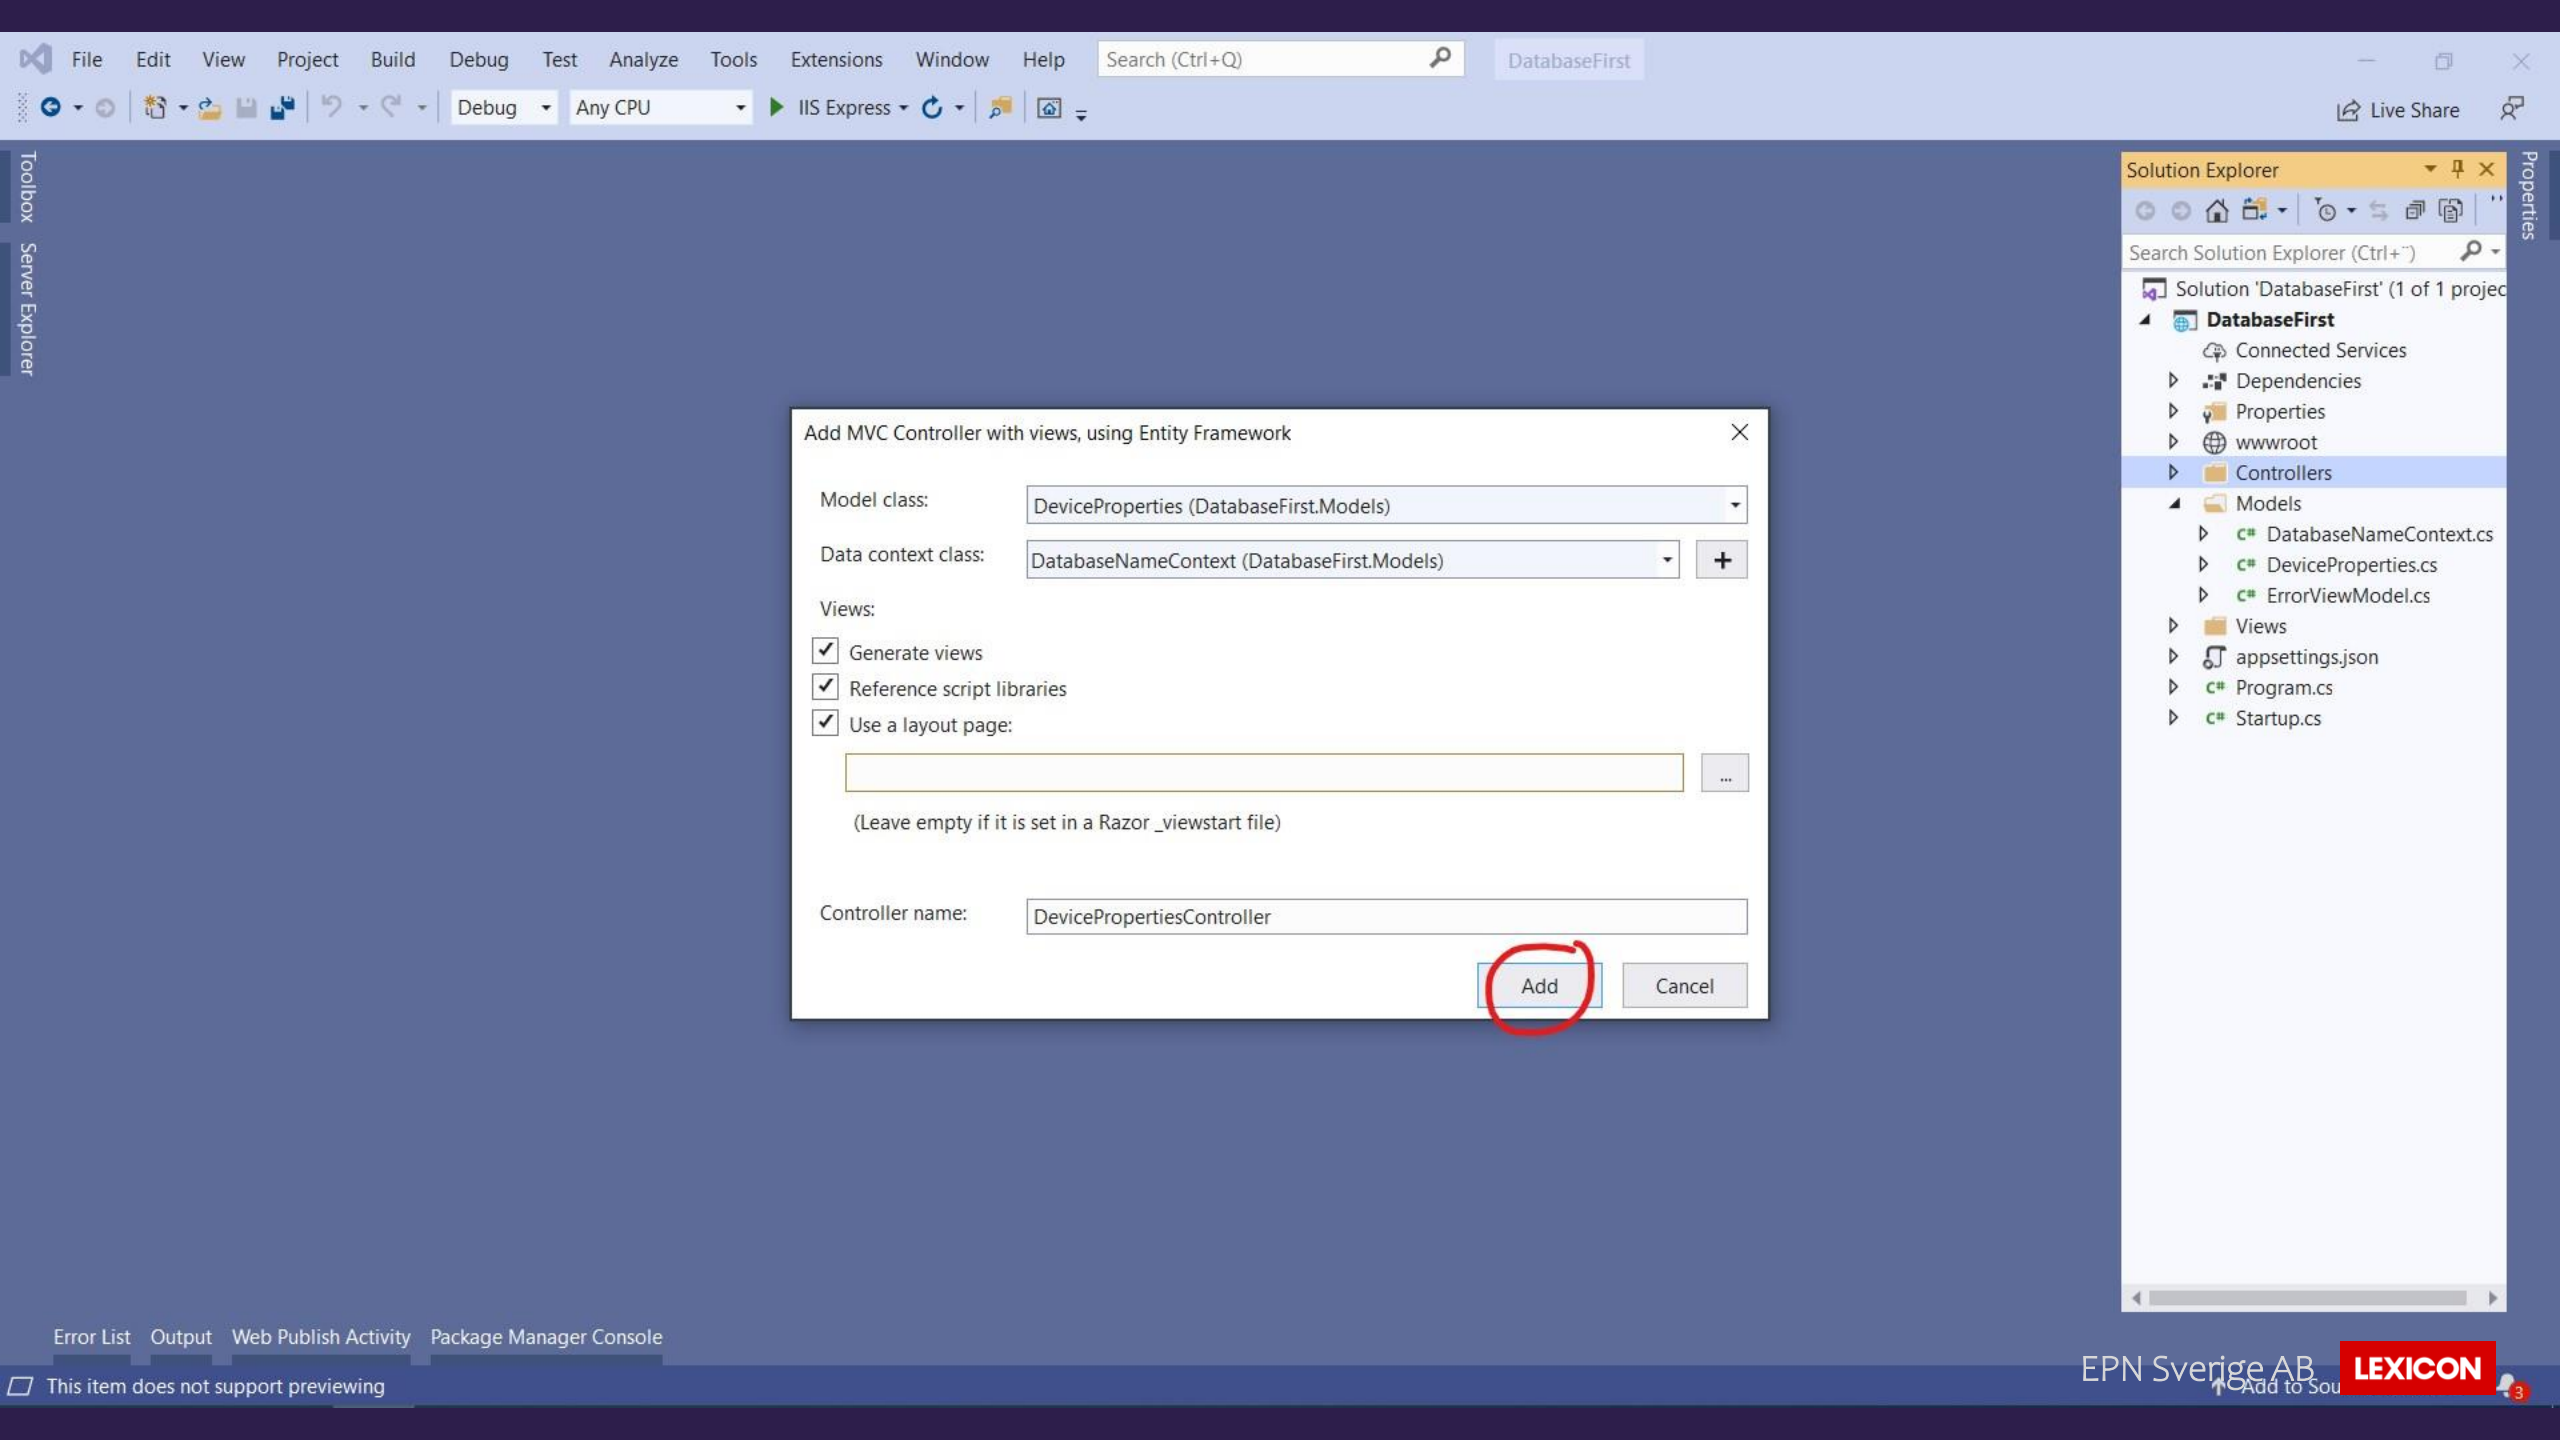 File Edit View Project Build Debug Test Analyze Tools Extensions Window Help Search (Ctrl+Q) DatabaseFirst
Debug Any CPU IIS Express Live Share
Toolbox
Server Explorer
Add MVC Controller with views, using Entity Framework
Model class: DeviceProperties (DatabaseFirst.Models)
Data context class: DatabaseNameContext (DatabaseFirst.Models) +
Views:
Generate views
Reference script libraries
Use a layout page:
...
(Leave empty if it is set in a Razor _viewstart file)
Controller name: DevicePropertiesController
Add Cancel
Solution Explorer
Search Solution Explorer (Ctrl+¨)
Solution 'DatabaseFirst' (1 of 1 projec
DatabaseFirst
Connected Services
Dependencies
Properties
wwwroot
Controllers
Models
C# DatabaseNameContext.cs
C# DeviceProperties.cs
C# ErrorViewModel.cs
Views
appsettings.json
C# Program.cs
C# Startup.cs
Properties
Error List Output Web Publish Activity Package Manager Console
This item does not support previewing
EPN Sverige AB LEXICON
Add to Sou
3